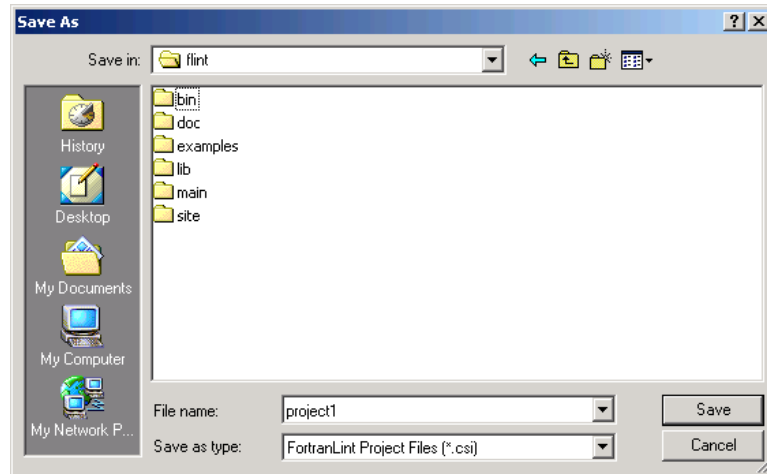 Save As
Save in: flint
bin
doc
examples
lib
main
site
History
Desktop
My Documents
My Computer
My Network P...
File name: project1 Save
Save as type: FortranLint Project Files (*.csi) Cancel